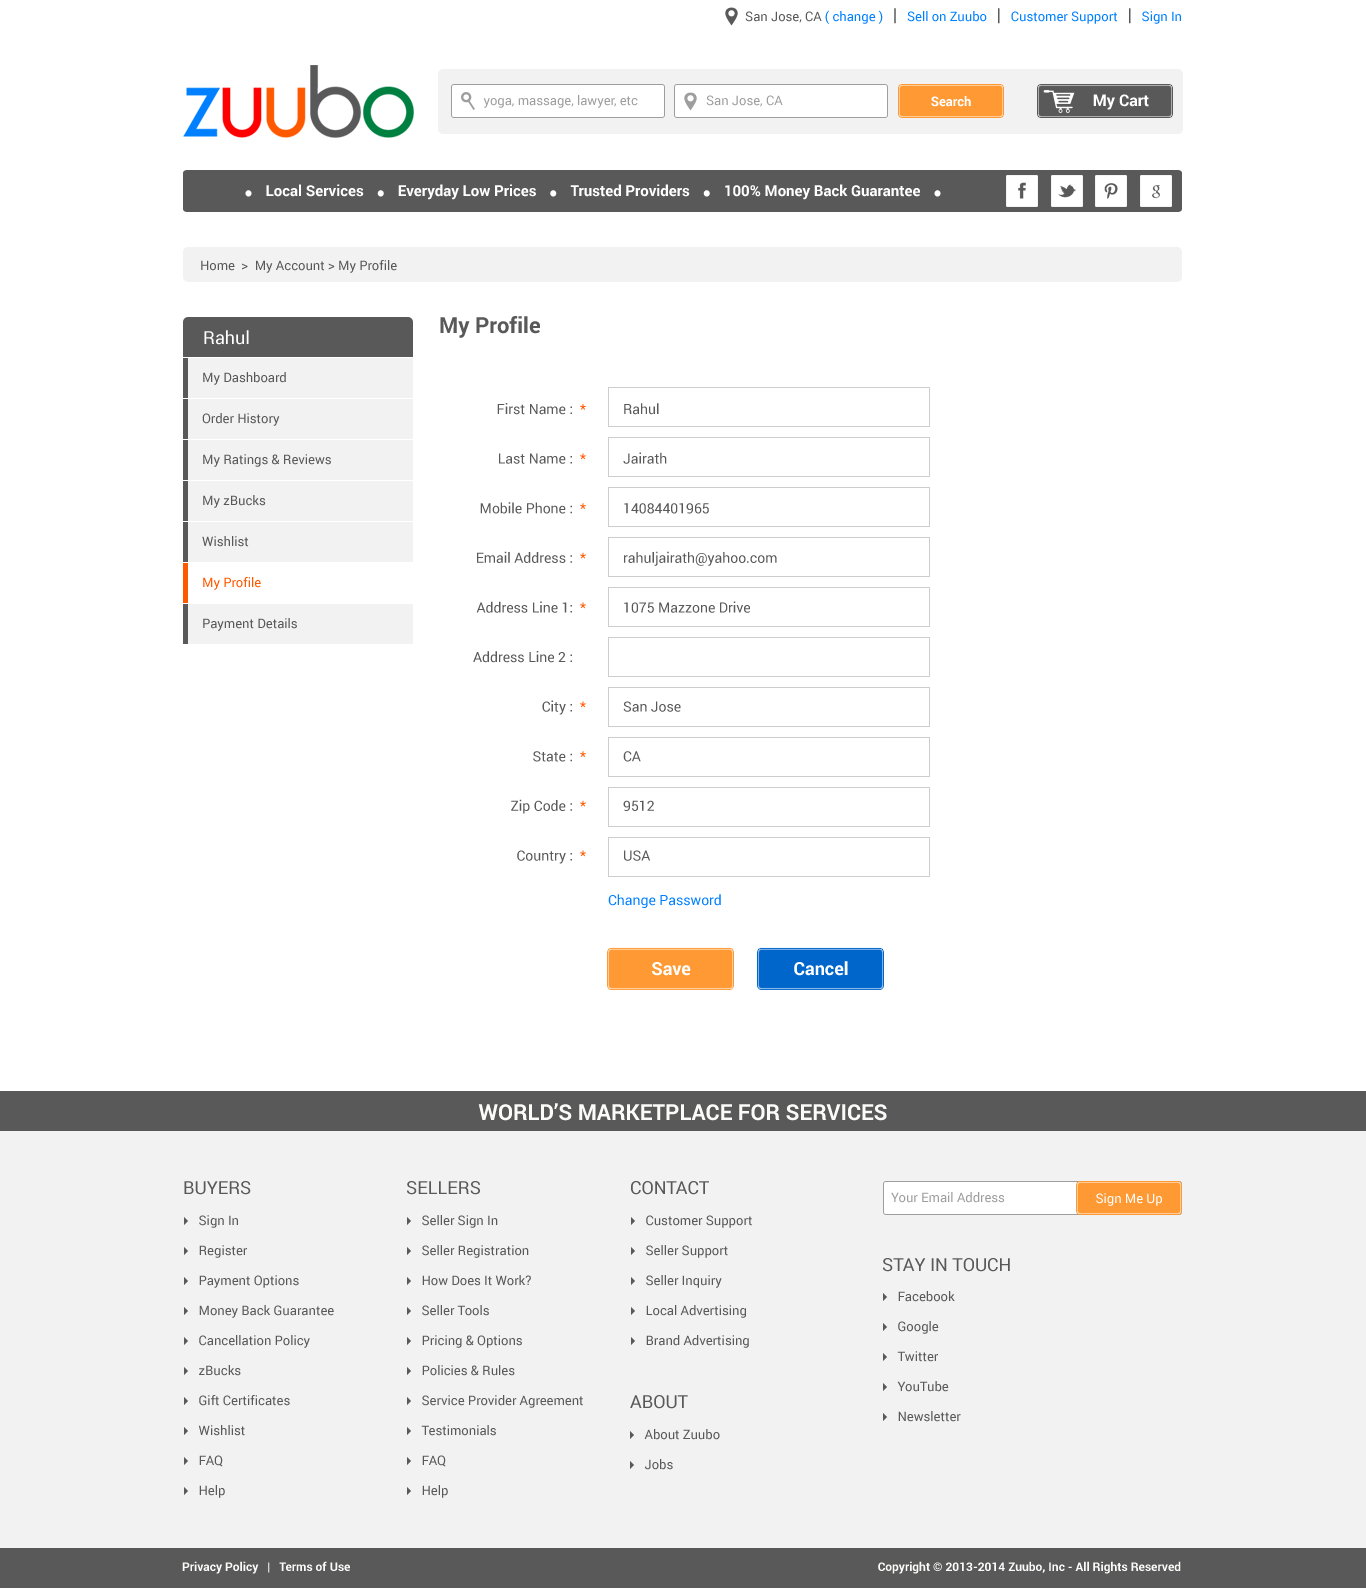 San Jose, CA ( change ) | Sell on Zuubo | Customer Support | Sign In
zuubo
yoga, massage, lawyer, etc
San Jose, CA
Search
My Cart
• Local Services • Everyday Low Prices • Trusted Providers • 100% Money Back Guarantee •
Home > My Account > My Profile
Rahul
My Dashboard
Order History
My Ratings & Reviews
My zBucks
Wishlist
My Profile
Payment Details
My Profile
First Name : * Rahul
Last Name : * Jairath
Mobile Phone : * 14084401965
Email Address : * rahuljairath@yahoo.com
Address Line 1: * 1075 Mazzone Drive
Address Line 2 :
City : * San Jose
State : * CA
Zip Code : * 9512
Country : * USA
Change Password
Save
Cancel
WORLD’S MARKETPLACE FOR SERVICES
BUYERS
Sign In
Register
Payment Options
Money Back Guarantee
Cancellation Policy
zBucks
Gift Certificates
Wishlist
FAQ
Help
SELLERS
Seller Sign In
Seller Registration
How Does It Work?
Seller Tools
Pricing & Options
Policies & Rules
Service Provider Agreement
Testimonials
FAQ
Help
CONTACT
Customer Support
Seller Support
Seller Inquiry
Local Advertising
Brand Advertising
ABOUT
About Zuubo
Jobs
Your Email Address
Sign Me Up
STAY IN TOUCH
Facebook
Google
Twitter
YouTube
Newsletter
Privacy Policy | Terms of Use
Copyright © 2013-2014 Zuubo, Inc - All Rights Reserved